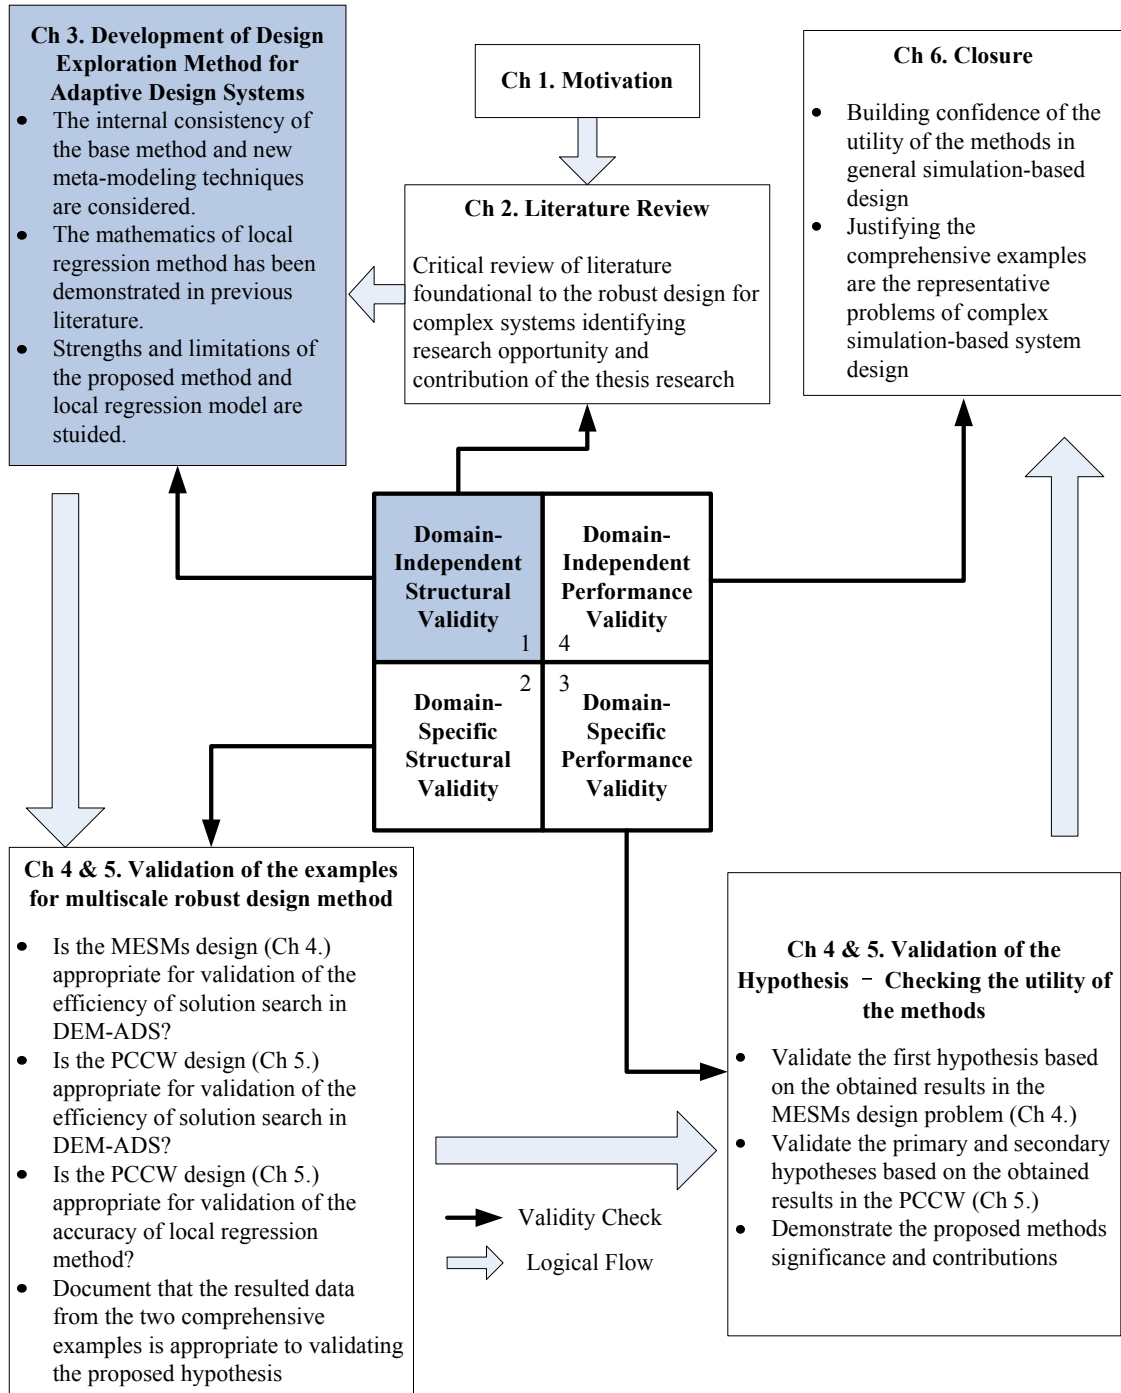 Ch 3. Development of Design
Exploration Method for
Adaptive Design Systems
• The internal consistency of
the base method and new
meta-modeling techniques
are considered.
• The mathematics of local
regression method has been
demonstrated in previous
literature.
• Strengths and limitations of
the proposed method and
local regression model are
stuided.
Ch 1. Motivation
Ch 2. Literature Review
Critical review of literature
foundational to the robust design for
complex systems identifying
research opportunity and
contribution of the thesis research
Ch 6. Closure
• Building confidence of the
utility of the methods in
general simulation-based
design
• Justifying the
comprehensive examples
are the representative
problems of complex
simulation-based system
design
Domain-
Independent
Structural
Validity
1
Domain-
Independent
Performance
Validity
4
2
Domain-
Specific
Structural
Validity
3
Domain-
Specific
Performance
Validity
Ch 4 & 5. Validation of the examples
for multiscale robust design method
• Is the MESMs design (Ch 4.)
appropriate for validation of the
efficiency of solution search in
DEM-ADS?
• Is the PCCW design (Ch 5.)
appropriate for validation of the
efficiency of solution search in
DEM-ADS?
• Is the PCCW design (Ch 5.)
appropriate for validation of the
accuracy of local regression
method?
• Document that the resulted data
from the two comprehensive
examples is appropriate to validating
the proposed hypothesis
Validity Check
Logical Flow
Ch 4 & 5. Validation of the
Hypothesis – Checking the utility of
the methods
• Validate the first hypothesis based
on the obtained results in the
MESMs design problem (Ch 4.)
• Validate the primary and secondary
hypotheses based on the obtained
results in the PCCW (Ch 5.)
• Demonstrate the proposed methods
significance and contributions